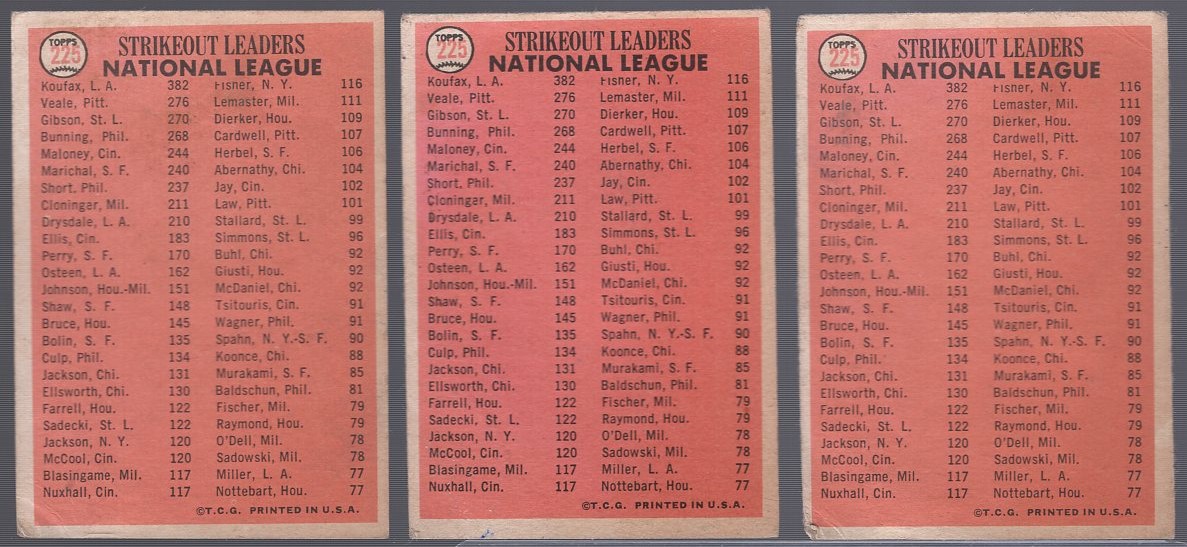 TOPPS 225
STRIKEOUT LEADERS
NATIONAL LEAGUE
Koufax, L. A. 382 Fisher, N. Y. 116
Veale, Pitt. 276 Lemaster, Mil. 111
Gibson, St. L. 270 Dierker, Hou. 109
Bunning, Phil. 268 Cardwell, Pitt. 107
Maloney, Cin. 244 Herbel, S. F. 106
Marichal, S. F. 240 Abernathy, Chi. 104
Short, Phil. 237 Jay, Cin. 102
Cloninger, Mil. 211 Law, Pitt. 101
Drysdale, L. A. 210 Stallard, St. L. 99
Ellis, Cin. 183 Simmons, St. L. 96
Perry, S. F. 170 Buhl, Chi. 92
Osteen, L. A. 162 Giusti, Hou. 92
Johnson, Hou.-Mil. 151 McDaniel, Chi. 92
Shaw, S. F. 148 Tsitouris, Cin. 91
Bruce, Hou. 145 Wagner, Phil. 91
Bolin, S. F. 135 Spahn, N. Y.-S. F. 90
Culp, Phil. 134 Koonce, Chi. 88
Jackson, Chi. 131 Murakami, S. F. 85
Ellsworth, Chi. 130 Baldschun, Phil. 81
Farrell, Hou. 122 Fischer, Mil. 79
Sadecki, St. L. 122 Raymond, Hou. 79
Jackson, N. Y. 120 O'Dell, Mil. 78
McCool, Cin. 120 Sadowski, Mil. 78
Blasingame, Mil. 117 Miller, L. A. 77
Nuxhall, Cin. 117 Nottebart, Hou. 77
©T.C.G. PRINTED IN U.S.A.
TOPPS 225
STRIKEOUT LEADERS
NATIONAL LEAGUE
Koufax, L. A. 382 Fisher, N. Y. 116
Veale, Pitt. 276 Lemaster, Mil. 111
Gibson, St. L. 270 Dierker, Hou. 109
Bunning, Phil. 268 Cardwell, Pitt. 107
Maloney, Cin. 244 Herbel, S. F. 106
Marichal, S. F. 240 Abernathy, Chi. 104
Short, Phil. 237 Jay, Cin. 102
Cloninger, Mil. 211 Law, Pitt. 101
Drysdale, L. A. 210 Stallard, St. L. 99
Ellis, Cin. 183 Simmons, St. L. 96
Perry, S. F. 170 Buhl, Chi. 92
Osteen, L. A. 162 Giusti, Hou. 92
Johnson, Hou.-Mil. 151 McDaniel, Chi. 92
Shaw, S. F. 148 Tsitouris, Cin. 91
Bruce, Hou. 145 Wagner, Phil. 91
Bolin, S. F. 135 Spahn, N. Y.-S. F. 90
Culp, Phil. 134 Koonce, Chi. 88
Jackson, Chi. 131 Murakami, S. F. 85
Ellsworth, Chi. 130 Baldschun, Phil. 81
Farrell, Hou. 122 Fischer, Mil. 79
Sadecki, St. L. 122 Raymond, Hou. 79
Jackson, N. Y. 120 O'Dell, Mil. 78
McCool, Cin. 120 Sadowski, Mil. 78
Blasingame, Mil. 117 Miller, L. A. 77
Nuxhall, Cin. 117 Nottebart, Hou. 77
©T.C.G. PRINTED IN U.S.A.
TOPPS 225
STRIKEOUT LEADERS
NATIONAL LEAGUE
Koufax, L. A. 382 Fisher, N. Y. 116
Veale, Pitt. 276 Lemaster, Mil. 111
Gibson, St. L. 270 Dierker, Hou. 109
Bunning, Phil. 268 Cardwell, Pitt. 107
Maloney, Cin. 244 Herbel, S. F. 106
Marichal, S. F. 240 Abernathy, Chi. 104
Short, Phil. 237 Jay, Cin. 102
Cloninger, Mil. 211 Law, Pitt. 101
Drysdale, L. A. 210 Stallard, St. L. 99
Ellis, Cin. 183 Simmons, St. L. 96
Perry, S. F. 170 Buhl, Chi. 92
Osteen, L. A. 162 Giusti, Hou. 92
Johnson, Hou.-Mil. 151 McDaniel, Chi. 92
Shaw, S. F. 148 Tsitouris, Cin. 91
Bruce, Hou. 145 Wagner, Phil. 91
Bolin, S. F. 135 Spahn, N. Y.-S. F. 90
Culp, Phil. 134 Koonce, Chi. 88
Jackson, Chi. 131 Murakami, S. F. 85
Ellsworth, Chi. 130 Baldschun, Phil. 81
Farrell, Hou. 122 Fischer, Mil. 79
Sadecki, St. L. 122 Raymond, Hou. 79
Jackson, N. Y. 120 O'Dell, Mil. 78
McCool, Cin. 120 Sadowski, Mil. 78
Blasingame, Mil. 117 Miller, L. A. 77
Nuxhall, Cin. 117 Nottebart, Hou. 77
©T.C.G. PRINTED IN U.S.A.